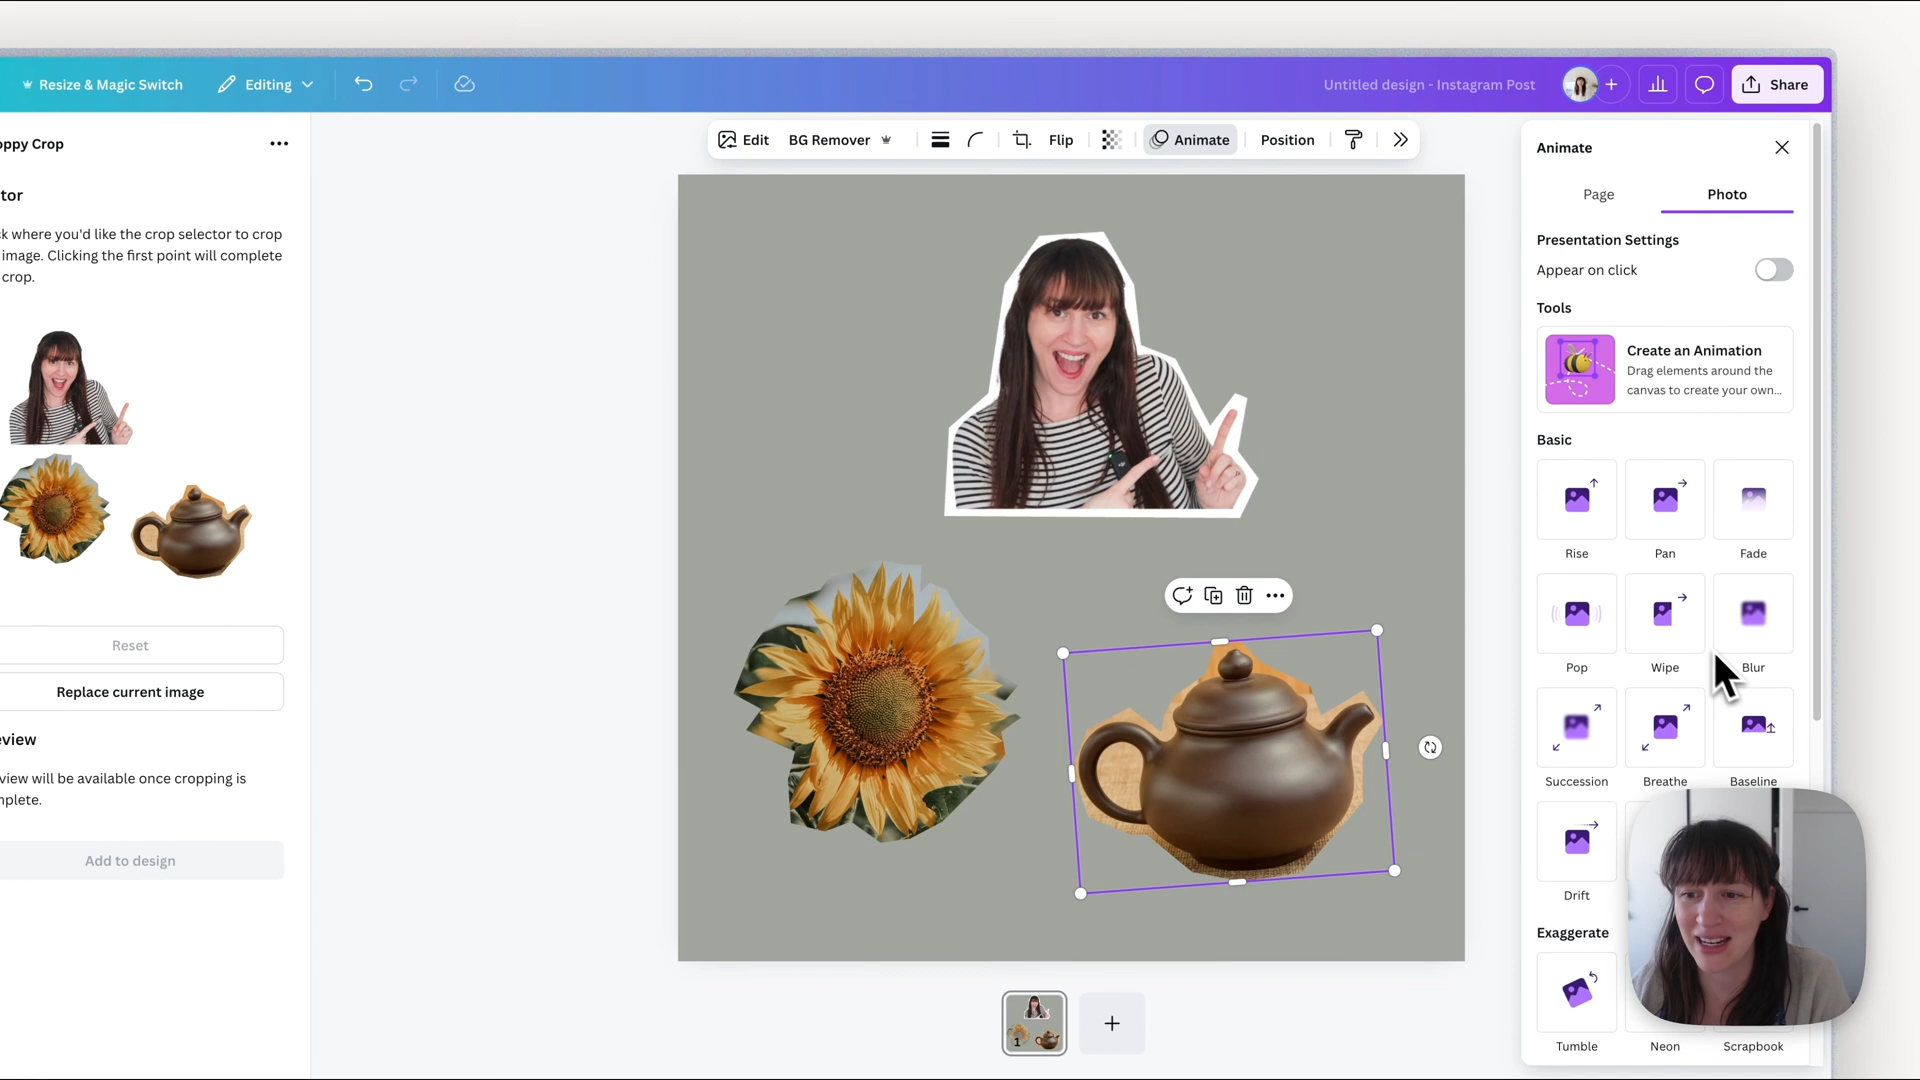 Resize & Magic Switch
Editing
Untitled design - Instagram Post
Share
oppy Crop
tor
k where you'd like the crop selector to crop
image. Clicking the first point will complete
crop.
Reset
Replace current image
eview
view will be available once cropping is
mplete.
Add to design
Edit
BG Remover
Flip
Animate
Position
1
Animate
Page
Photo
Presentation Settings
Appear on click
Tools
Create an Animation
Drag elements around the
canvas to create your own...
Basic
Rise
Pan
Fade
Pop
Wipe
Blur
Succession
Breathe
Baseline
Drift
Exaggerate
Tumble
Neon
Scrapbook